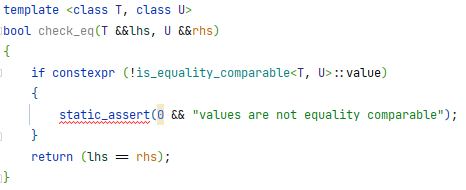 template <class T, class U>
bool check_eq(T &&lhs, U &&rhs)
{
    if constexpr (!is_equality_comparable<T, U>::value)
    {
        static_assert(0 && "values are not equality comparable");
    }
    return (lhs == rhs);
}